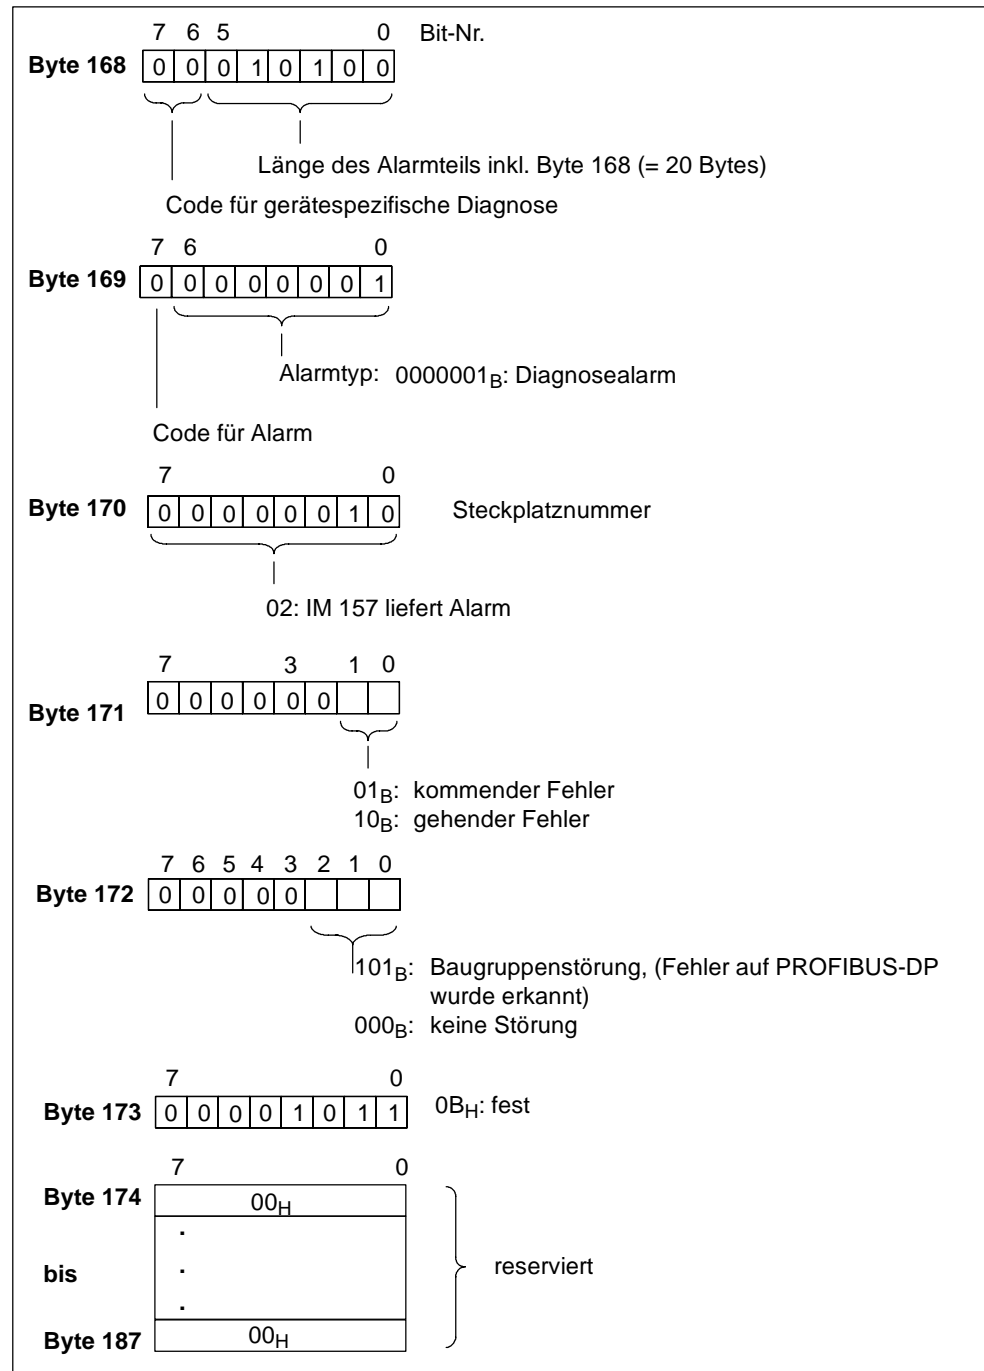 7 6 5 0 Bit-Nr.
Byte 168 0 0 0 1 0 1 0 0
Länge des Alarmteils inkl. Byte 168 (= 20 Bytes)
Code für gerätespezifische Diagnose
7 6 0
Byte 169 0 0 0 0 0 0 0 1
Alarmtyp: 0000001B: Diagnosealarm
Code für Alarm
7 0
Byte 170 0 0 0 0 0 0 1 0 Steckplatznummer
02: IM 157 liefert Alarm
7 3 1 0
Byte 171 0 0 0 0 0 0
01B: kommender Fehler
10B: gehender Fehler
7 6 5 4 3 2 1 0
Byte 172 0 0 0 0 0
101B: Baugruppenstörung, (Fehler auf PROFIBUS-DP
wurde erkannt)
000B: keine Störung
7 0
Byte 173 0 0 0 0 1 0 1 1 0BH: fest
7 0
Byte 174 00H
.
bis . reserviert
.
Byte 187 00H